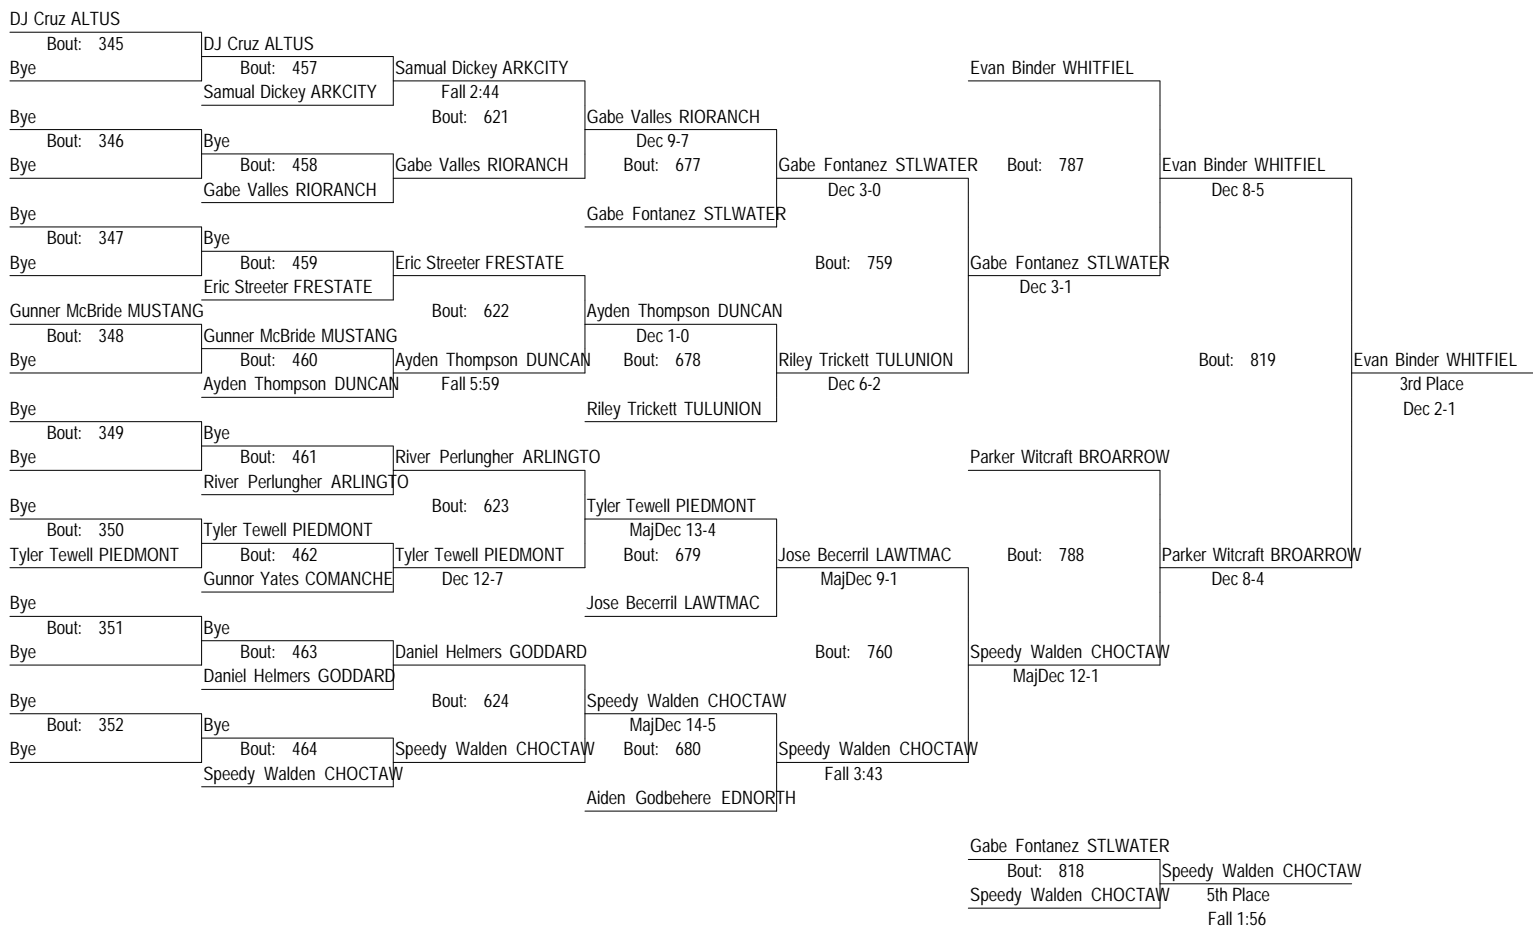 DJ Cruz ALTUS
Bout: 345
DJ Cruz ALTUS
Bye
Bout: 457
Samual Dickey ARKCITY
Evan Binder WHITFIEL
Samual Dickey ARKCITY
Fall 2:44
Bye
Bout: 621
Gabe Valles RIORANCH
Bout: 346
Bye
Dec 9-7
Bye
Bout: 458
Gabe Valles RIORANCH
Bout: 677
Gabe Fontanez STLWATER
Bout: 787
Evan Binder WHITFIEL
Gabe Valles RIORANCH
Dec 3-0
Dec 8-5
Bye
Gabe Fontanez STLWATER
Bout: 347
Bye
Bye
Bout: 459
Eric Streeter FRESTATE
Bout: 759
Gabe Fontanez STLWATER
Eric Streeter FRESTATE
Dec 3-1
Gunner McBride MUSTANG
Bout: 622
Ayden Thompson DUNCAN
Bout: 348
Gunner McBride MUSTANG
Dec 1-0
Bye
Bout: 460
Ayden Thompson DUNCAN
Bout: 678
Riley Trickett TULUNION
Bout: 819
Evan Binder WHITFIEL
Ayden Thompson DUNCAN
Fall 5:59
Dec 6-2
3rd Place
Bye
Riley Trickett TULUNION
Dec 2-1
Bout: 349
Bye
Bye
Bout: 461
River Perlungher ARLINGTO
Parker Witcraft BROARROW
River Perlungher ARLINGTO
Bye
Bout: 623
Tyler Tewell PIEDMONT
Bout: 350
Tyler Tewell PIEDMONT
MajDec 13-4
Tyler Tewell PIEDMONT
Bout: 462
Tyler Tewell PIEDMONT
Bout: 679
Jose Becerril LAWTMAC
Bout: 788
Parker Witcraft BROARROW
Gunnor Yates COMANCHE
Dec 12-7
MajDec 9-1
Dec 8-4
Bye
Jose Becerril LAWTMAC
Bout: 351
Bye
Bye
Bout: 463
Daniel Helmers GODDARD
Bout: 760
Speedy Walden CHOCTAW
Daniel Helmers GODDARD
MajDec 12-1
Bye
Bout: 624
Speedy Walden CHOCTAW
Bout: 352
Bye
MajDec 14-5
Bye
Bout: 464
Speedy Walden CHOCTAW
Bout: 680
Speedy Walden CHOCTAW
Speedy Walden CHOCTAW
Fall 3:43
Aiden Godbehere EDNORTH
Gabe Fontanez STLWATER
Bout: 818
Speedy Walden CHOCTAW
Speedy Walden CHOCTAW
5th Place
Fall 1:56